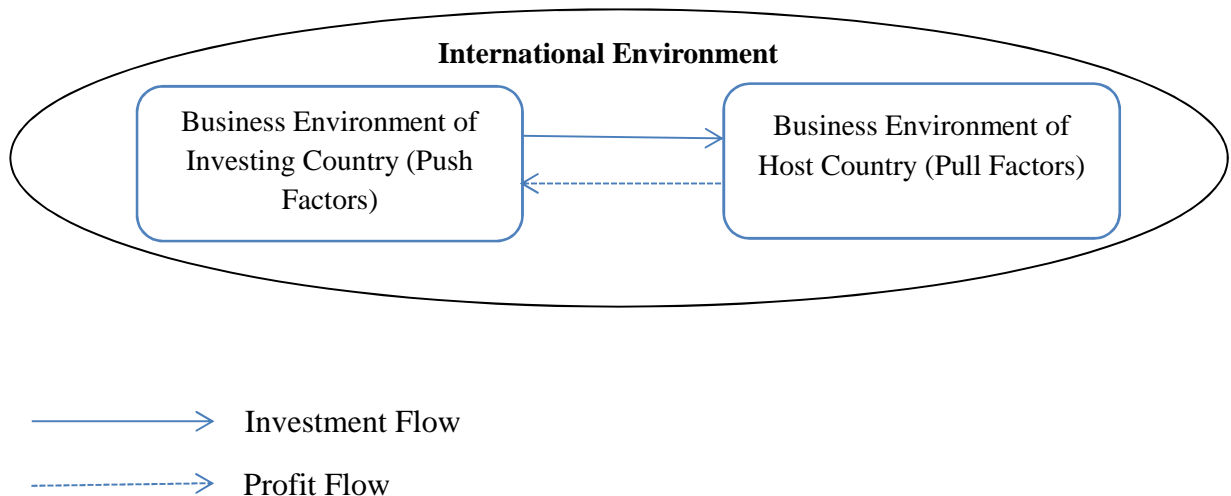 International Environment
Business Environment of
Investing Country (Push
Factors)
Business Environment of
Host Country (Pull Factors)
Investment Flow
Profit Flow